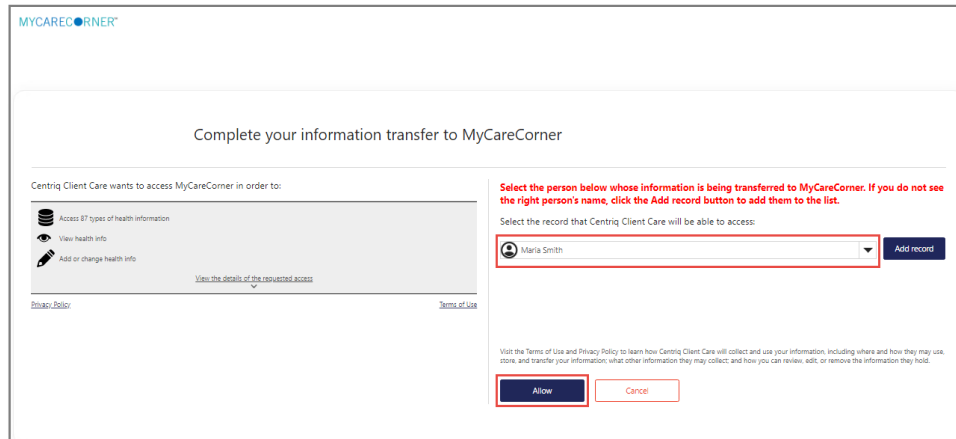 MYCARECORNER™
Complete your information transfer to MyCareCorner
Centriq Client Care wants to access MyCareCorner in order to:
Access 87 types of health information
View health info
Add or change health info
View the details of the requested access
Privacy Policy
Terms of Use
Select the person below whose information is being transferred to MyCareCorner. If you do not see
the right person's name, click the Add record button to add them to the list.
Select the record that Centriq Client Care will be able to access:
Maria Smith
Add record
Visit the Terms of Use and Privacy Policy to learn how Centriq Client Care will collect and use your information, including where and how they may use,
store, and transfer your information; what other information they may collect; and how you can review, edit, or remove the information they hold.
Allow
Cancel